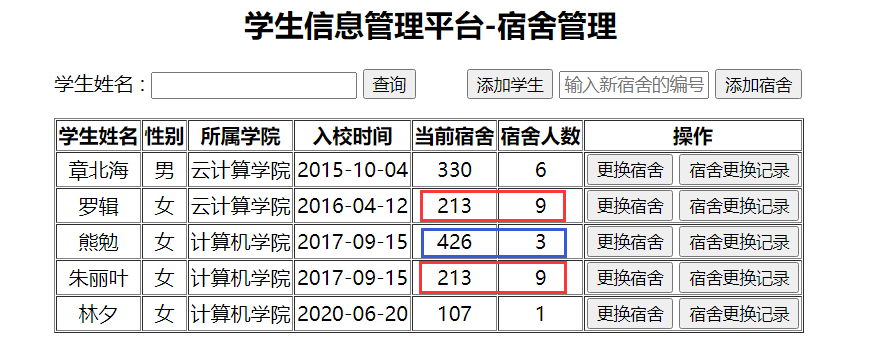 学生信息管理平台-宿舍管理
学生姓名 : 查询 添加学生 输入新宿舍的编号 添加宿舍
学生姓名 性别 所属学院 入校时间 当前宿舍 宿舍人数 操作
章北海 男 云计算学院 2015-10-04 330 6 更换宿舍 宿舍更换记录
罗辑 女 云计算学院 2016-04-12 213 9 更换宿舍 宿舍更换记录
熊勉 女 计算机学院 2017-09-15 426 3 更换宿舍 宿舍更换记录
朱丽叶 女 计算机学院 2017-09-15 213 9 更换宿舍 宿舍更换记录
林夕 女 计算机学院 2020-06-20 107 1 更换宿舍 宿舍更换记录